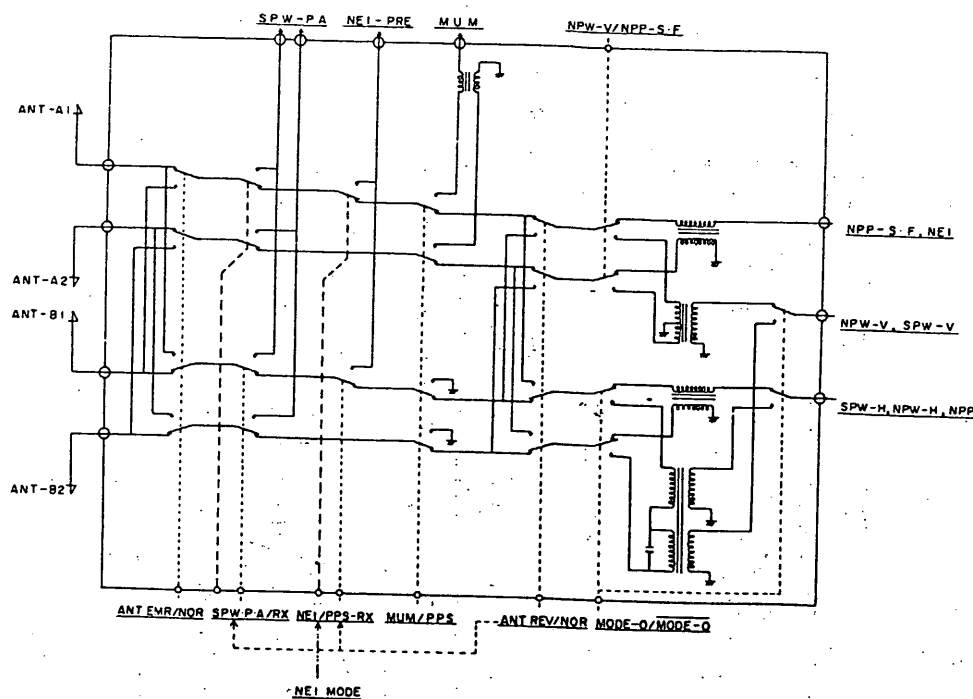 SPW-PA NEI-PRE MUM NPW-V/NPP-S·F
ANT-A1
ANT-A2
ANT-B1
ANT-B2
NPP-S·F, NEI
NPW-V, SPW-V
SPW-H, NPW-H, NPP
ANT EMR/NOR SPW·P·A/RX NEI/PPS-RX MUM/PPS ANT REV/NOR MODE-O/MODE-O
NEI MODE